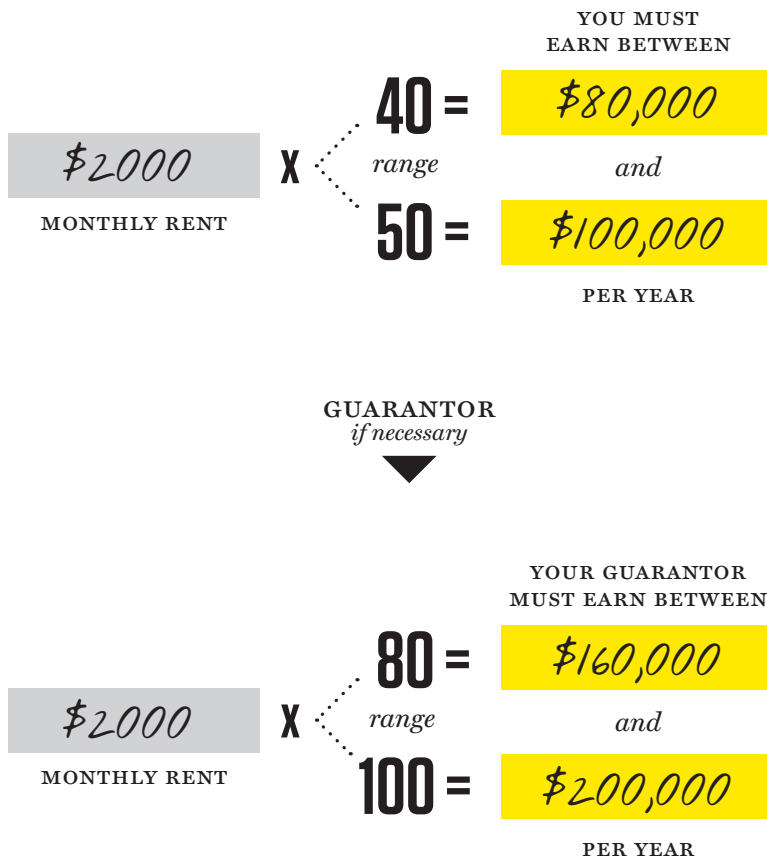 YOU MUST
EARN BETWEEN
40 = $80,000
$2000 X range and
MONTHLY RENT
50 = $100,000
PER YEAR
GUARANTOR
if necessary
YOUR GUARANTOR
MUST EARN BETWEEN
80 = $160,000
$2000 X range and
MONTHLY RENT
100 = $200,000
PER YEAR